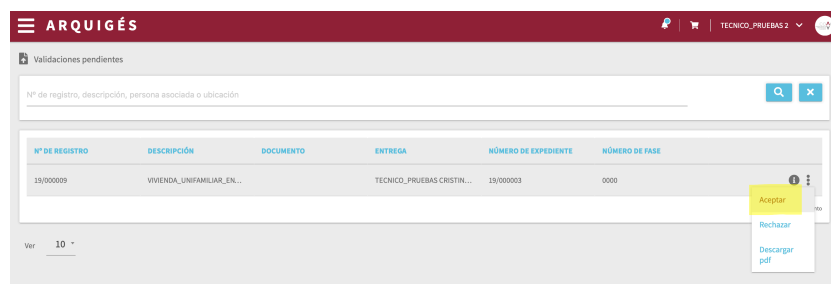 ARQUIGÉS
TECNICO_PRUEBAS 2
Validaciones pendientes
Nº de registro, descripción, persona asociada o ubicación
Nº DE REGISTRO DESCRIPCIÓN DOCUMENTO ENTREGA NÚMERO DE EXPEDIENTE NÚMERO DE FASE
19/000009 VIVIENDA_UNIFAMILIAR_EN... TECNICO_PRUEBAS CRISTIN... 19/000003 0000
Aceptar
Rechazar
Descargar
pdf
Ver 10